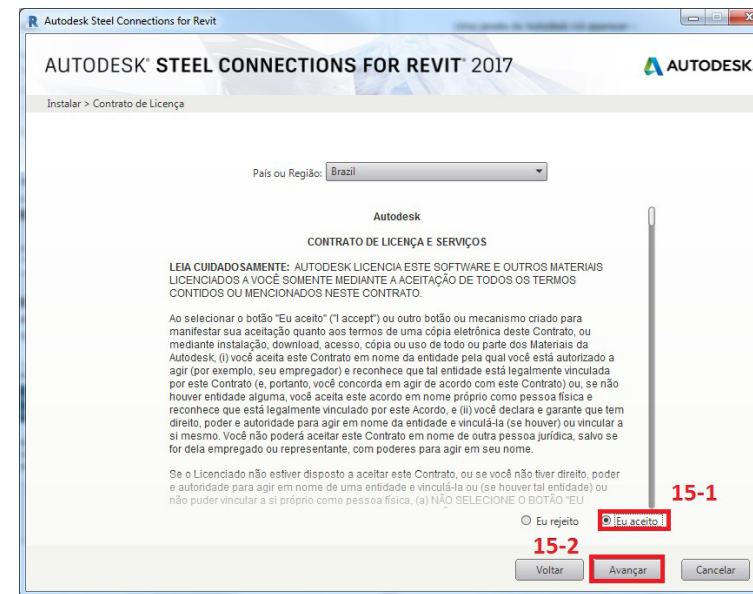 R Autodesk Steel Connections for Revit
AUTODESK® STEEL CONNECTIONS FOR REVIT® 2017
AUTODESK.
Instalar > Contrato de Licença
País ou Região: Brazil
Autodesk
CONTRATO DE LICENÇA E SERVIÇOS
LEIA CUIDADOSAMENTE: AUTODESK LICENCIA ESTE SOFTWARE E OUTROS MATERIAIS
LICENCIADOS A VOCÊ SOMENTE MEDIANTE A ACEITAÇÃO DE TODOS OS TERMOS
CONTIDOS OU MENCIONADOS NESTE CONTRATO.
Ao selecionar o botão "Eu aceito" ("I accept") ou outro botão ou mecanismo criado para
manifestar sua aceitação quanto aos termos de uma cópia eletrônica deste Contrato, ou
mediante instalação, download, acesso, cópia ou uso de todo ou parte dos Materiais da
Autodesk, (i) você aceita este Contrato em nome da entidade pela qual você está autorizado a
agir (por exemplo, seu empregador) e reconhece que tal entidade está legalmente vinculada
por este Contrato (e, portanto, você concorda em agir de acordo com este Contrato) ou, se não
houver entidade alguma, você aceita este acordo em nome próprio como pessoa física e
reconhece que está legalmente vinculado por este Acordo, e (ii) você declara e garante que tem
direito, poder e autoridade para agir em nome da entidade e vinculá-la (se houver) ou vincular a
si mesmo. Você não poderá aceitar este Contrato em nome de outra pessoa jurídica, salvo se
for dela empregado ou representante, com poderes para agir em seu nome.
Se o Licenciado não estiver disposto a aceitar este Contrato, ou se você não tiver direito, poder
e autoridade para agir em nome de uma entidade e vinculá-la ou (se houver tal entidade) ou
não puder vincular a si próprio como pessoa física, (a) NÃO SELECIONE O BOTÃO "EU
15-1
Eu rejeito Eu aceito
15-2
Voltar Avançar Cancelar